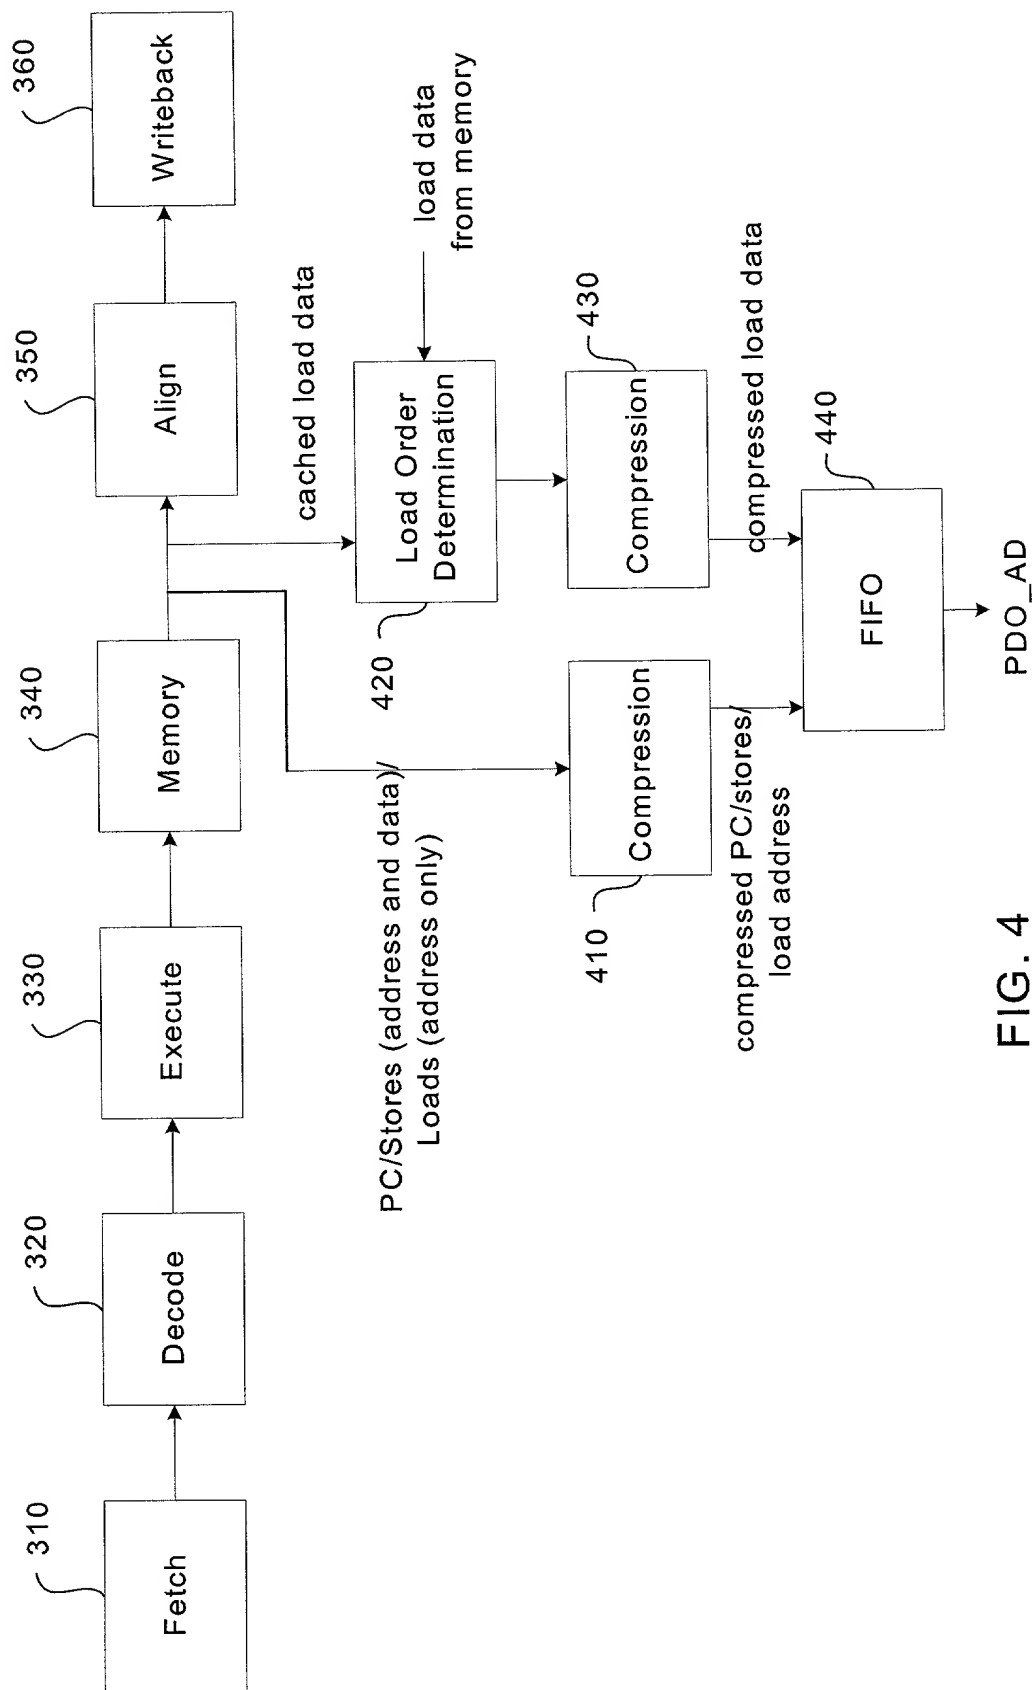 310
320
330
340
350
360
Fetch
Decode
Execute
Memory
Align
Writeback
cached load data
PC/Stores (address and data)/
Loads (address only)
420
Load Order
Determination
load data
from memory
410
Compression
Compression
430
compressed PC/stores/
load address
compressed load data
FIFO
440
PDO_AD
FIG. 4